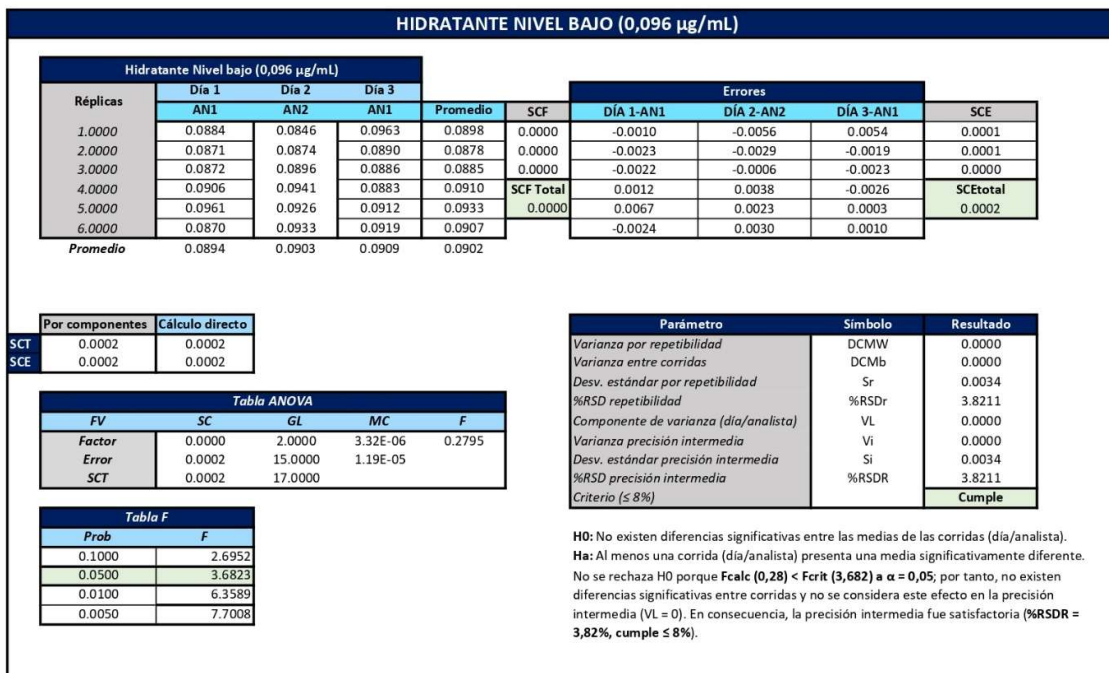 HIDRATANTE NIVEL BAJO (0,096 µg/mL)
Hidratante Nivel bajo (0,096 µg/mL)
Réplicas Día 1 Día 2 Día 3 Errores
AN1 AN2 AN1 Promedio SCF DÍA 1-AN1 DÍA 2-AN2 DÍA 3-AN1 SCE
1.0000 0.0884 0.0846 0.0963 0.0898 0.0000 -0.0010 -0.0056 0.0054 0.0001
2.0000 0.0871 0.0874 0.0890 0.0878 0.0000 -0.0023 -0.0029 -0.0019 0.0001
3.0000 0.0872 0.0896 0.0886 0.0885 0.0000 -0.0022 -0.0006 -0.0023 0.0000
4.0000 0.0906 0.0941 0.0883 0.0910 SCF Total 0.0012 0.0038 -0.0026 SCEtotal
5.0000 0.0961 0.0926 0.0912 0.0933 0.0000 0.0067 0.0023 0.0003 0.0002
6.0000 0.0870 0.0933 0.0919 0.0907 -0.0024 0.0030 0.0010
Promedio 0.0894 0.0903 0.0909 0.0902
Por componentes Cálculo directo
SCT 0.0002 0.0002
SCE 0.0002 0.0002
Tabla ANOVA
FV SC GL MC F
Factor 0.0000 2.0000 3.32E-06 0.2795
Error 0.0002 15.0000 1.19E-05
SCT 0.0002 17.0000
Tabla F
Prob F
0.1000 2.6952
0.0500 3.6823
0.0100 6.3589
0.0050 7.7008
Parámetro Símbolo Resultado
Varianza por repetibilidad DCMW 0.0000
Varianza entre corridas DCMb 0.0000
Desv. estándar por repetibilidad Sr 0.0034
%RSD repetibilidad %RSDr 3.8211
Componente de varianza (día/analista) VL 0.0000
Varianza precisión intermedia Vi 0.0000
Desv. estándar precisión intermedia Si 0.0034
%RSD precisión intermedia %RSDR 3.8211
Criterio (≤ 8%) Cumple
H0: No existen diferencias significativas entre las medias de las corridas (día/analista).
Ha: Al menos una corrida (día/analista) presenta una media significativamente diferente.
No se rechaza H0 porque Fcalc (0,28) < Fcrit (3,682) a α = 0,05; por tanto, no existen
diferencias significativas entre corridas y no se considera este efecto en la precisión
intermedia (VL = 0). En consecuencia, la precisión intermedia fue satisfactoria (%RSDR =
3,82%, cumple ≤ 8%).